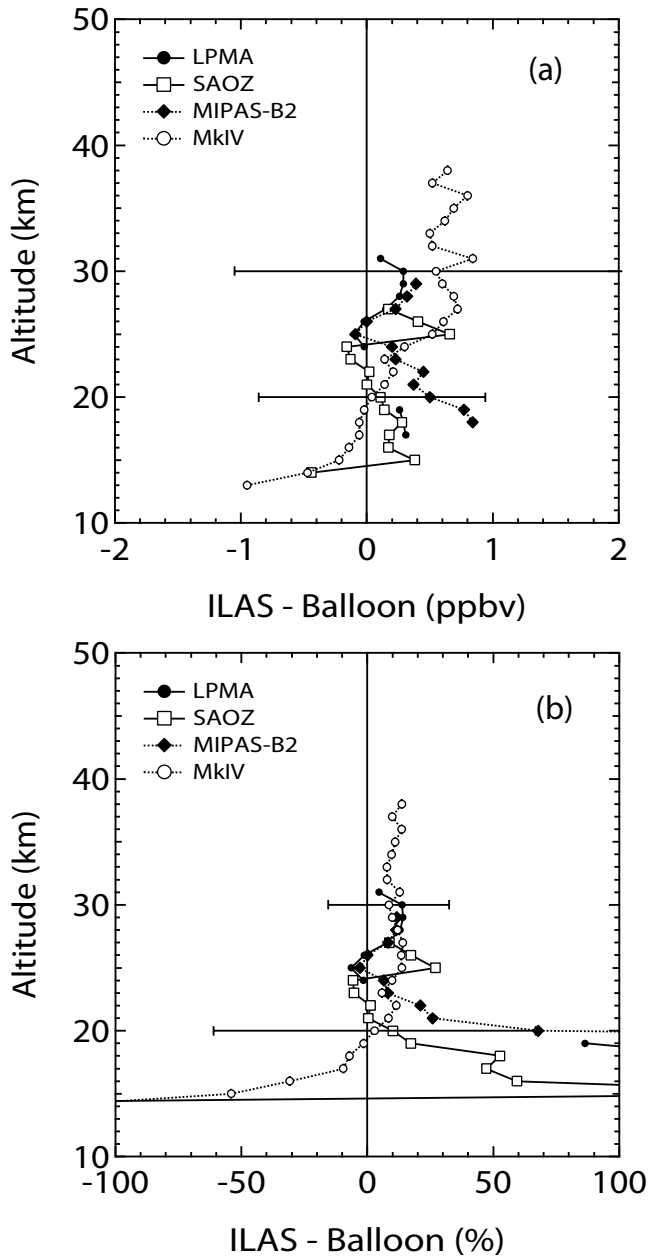 50
(a)
LPMA
SAOZ
MIPAS-B2
MkIV
40
30
20
10
Altitude (km)
-2 -1 0 1 2
ILAS - Balloon (ppbv)
50
(b)
LPMA
SAOZ
MIPAS-B2
MkIV
40
30
20
10
Altitude (km)
-100 -50 0 50 100
ILAS - Balloon (%)